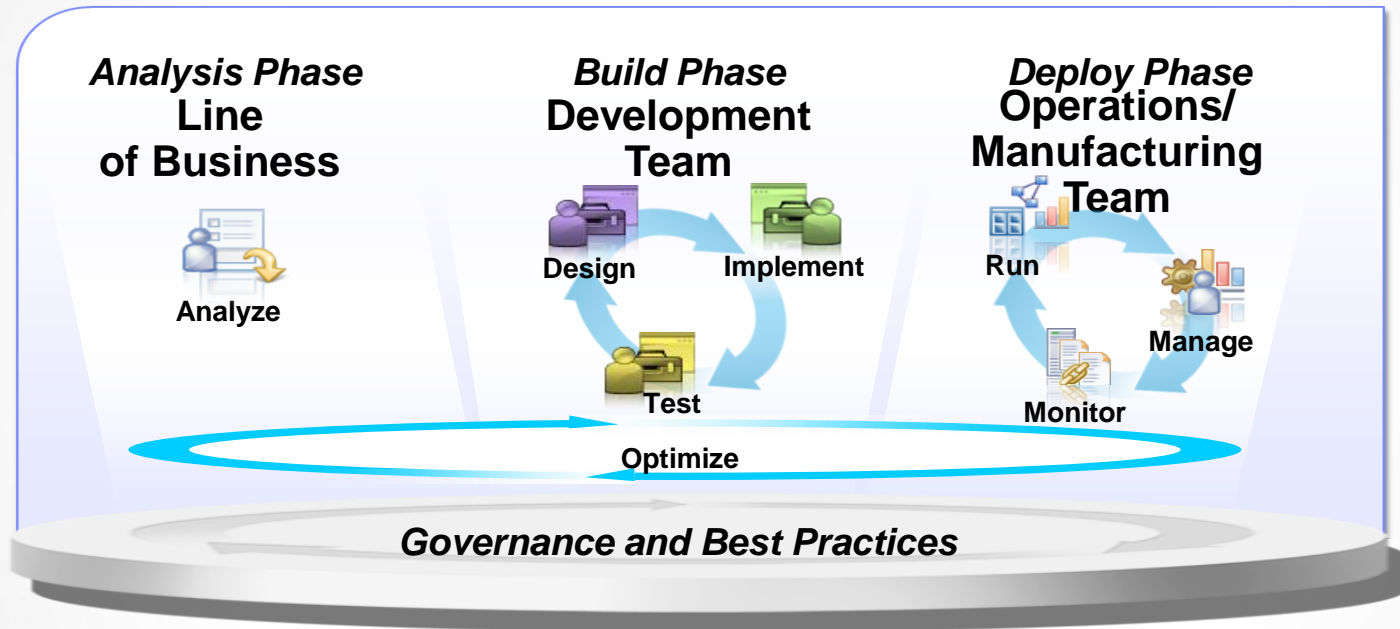 Analysis Phase
Line
of Business
Analyze
Build Phase
Development
Team
Design
Implement
Test
Deploy Phase
Operations/
Manufacturing
Team
Run
Manage
Monitor
Optimize
Governance and Best Practices